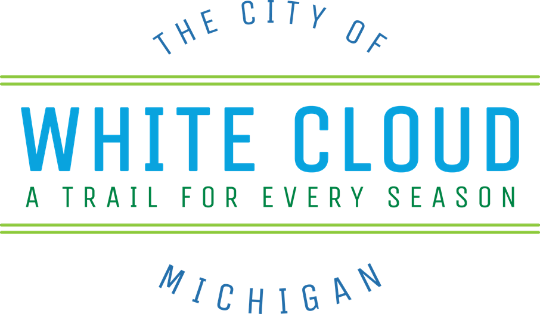 THE CITY OF
WHITE CLOUD
A TRAIL FOR EVERY SEASON
MICHIGAN